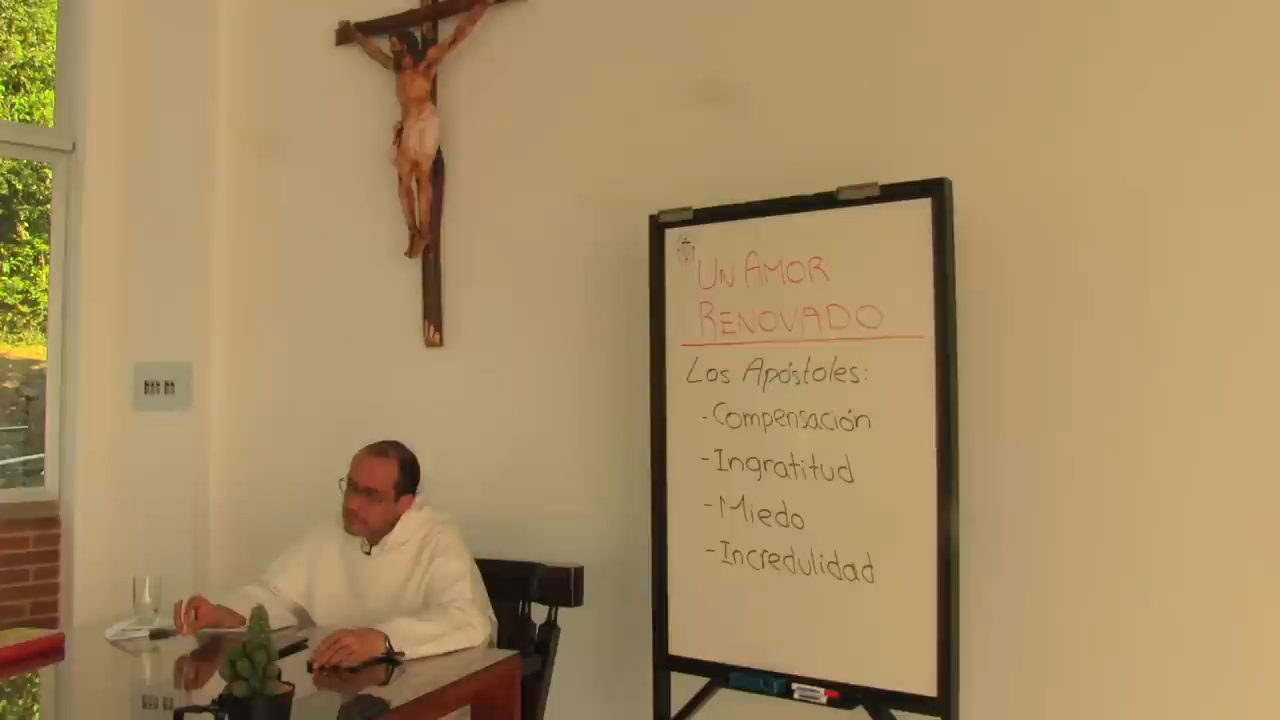 UN AMOR
RENOVADO
Los Apóstoles:
-Compensación
-Ingratitud
-Miedo
-Incredulidad